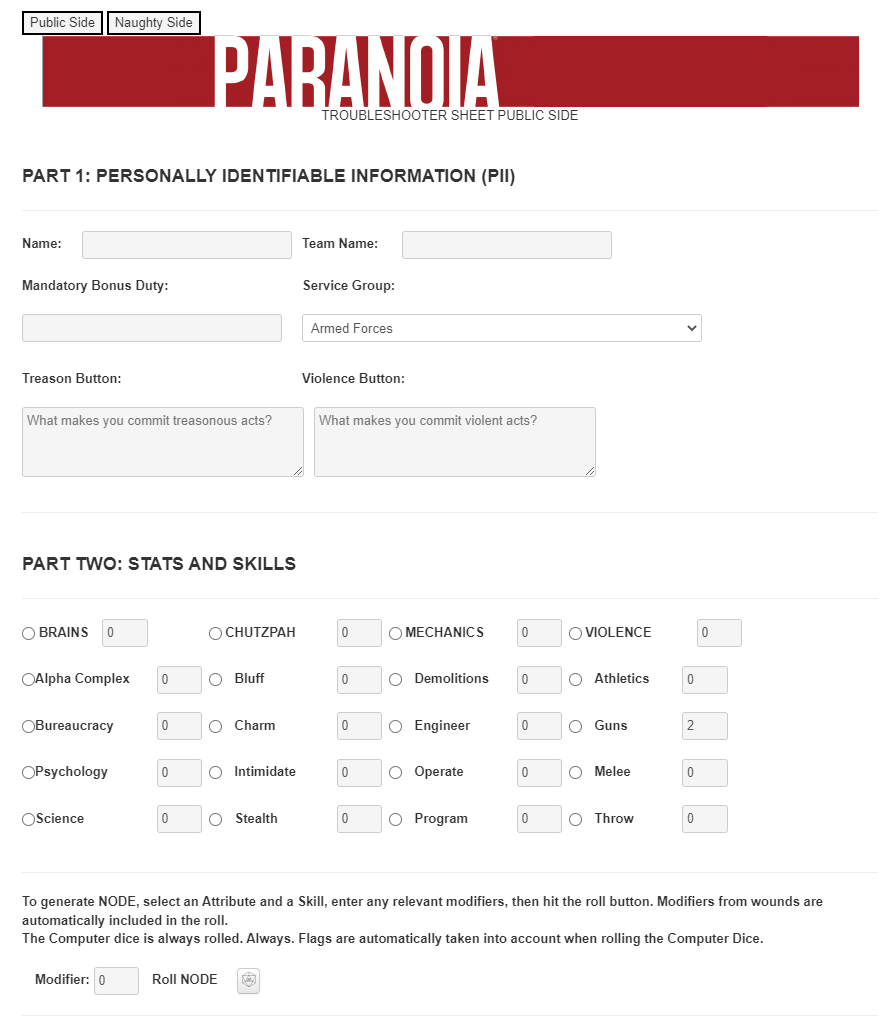 Public Side Naughty Side
PARANOIA
TROUBLESHOOTER SHEET PUBLIC SIDE
PART 1: PERSONALLY IDENTIFIABLE INFORMATION (PII)
Name: Team Name:
Mandatory Bonus Duty: Service Group:
Armed Forces
Treason Button: Violence Button:
What makes you commit treasonous acts? What makes you commit violent acts?
PART TWO: STATS AND SKILLS
BRAINS 0 CHUTZPAH 0 MECHANICS 0 VIOLENCE 0
Alpha Complex 0 Bluff 0 Demolitions 0 Athletics 0
Bureaucracy 0 Charm 0 Engineer 0 Guns 2
Psychology 0 Intimidate 0 Operate 0 Melee 0
Science 0 Stealth 0 Program 0 Throw 0
To generate NODE, select an Attribute and a Skill, enter any relevant modifiers, then hit the roll button. Modifiers from wounds are
automatically included in the roll.
The Computer dice is always rolled. Always. Flags are automatically taken into account when rolling the Computer Dice.
Modifier: 0 Roll NODE